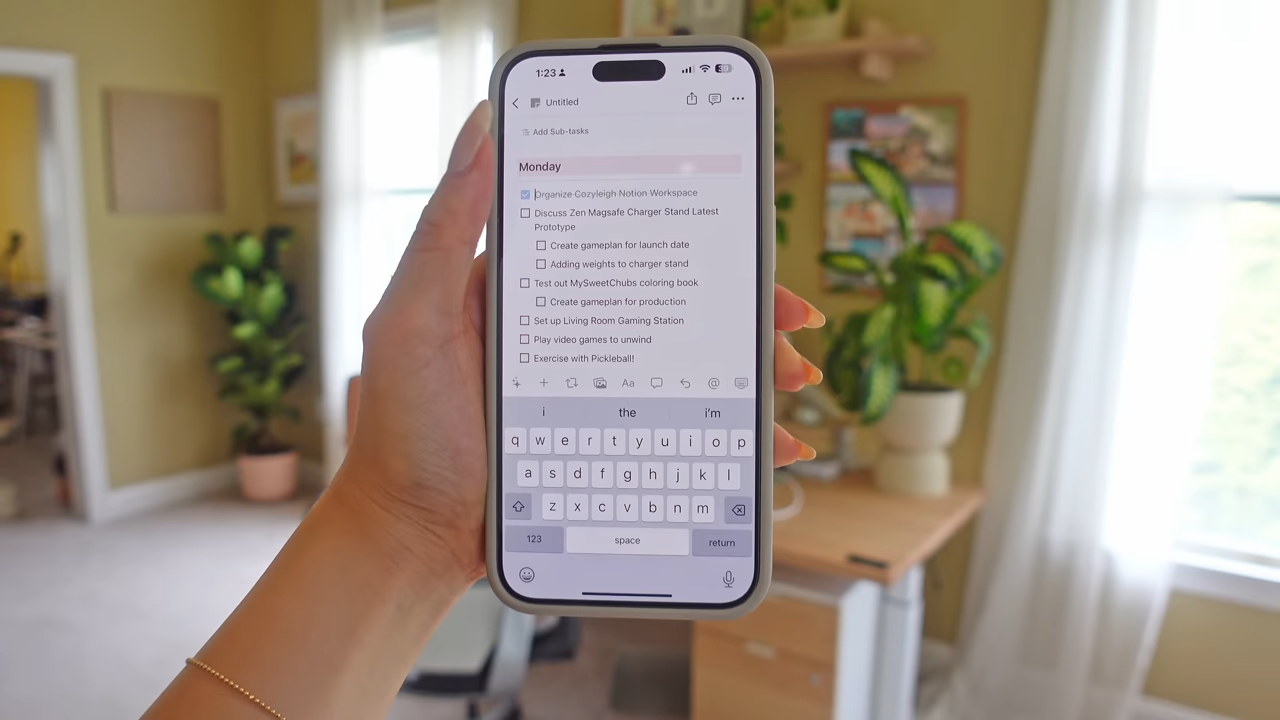 1:23
Untitled
Add Sub-tasks
Monday
Organize Cozyleigh Notion Workspace
Discuss Zen Magsafe Charger Stand Latest
Prototype
Create gameplan for launch date
Adding weights to charger stand
Test out MySweetChubs coloring book
Create gameplan for production
Set up Living Room Gaming Station
Play video games to unwind
Exercise with Pickleball!
Aa @
i the i'm
q w e r t y u i o p
a s d f g h j k l
z x c v b n m
123 space return